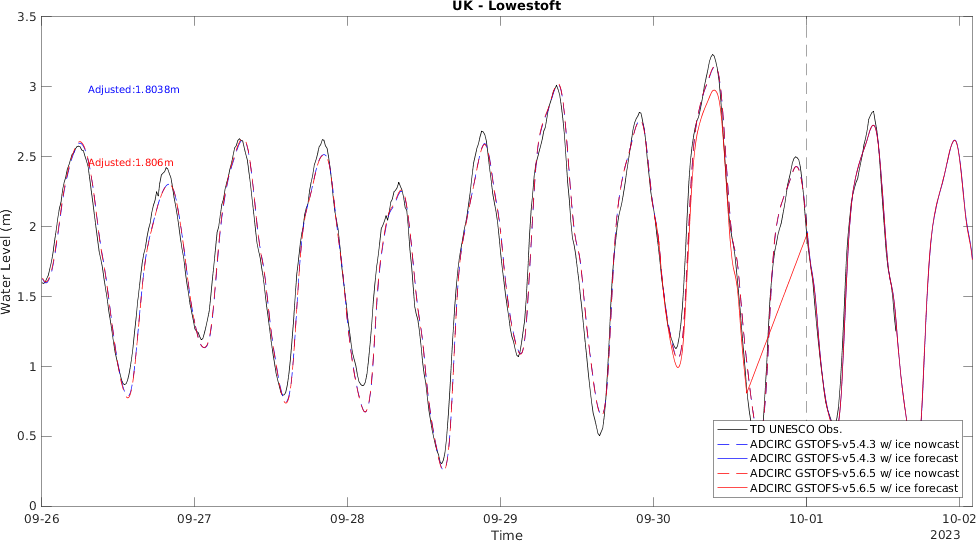 UK - Lowestoft
3.5
3
2.5
2
1.5
1
0.5
0
Water Level (m)
Adjusted:1.8038m
Adjusted:1.806m
TD UNESCO Obs.
ADCIRC GSTOFS-v5.4.3 w/ ice nowcast
ADCIRC GSTOFS-v5.4.3 w/ ice forecast
ADCIRC GSTOFS-v5.6.5 w/ ice nowcast
ADCIRC GSTOFS-v5.6.5 w/ ice forecast
09-26 09-27 09-28 09-29 09-30 10-01 10-02
Time
2023